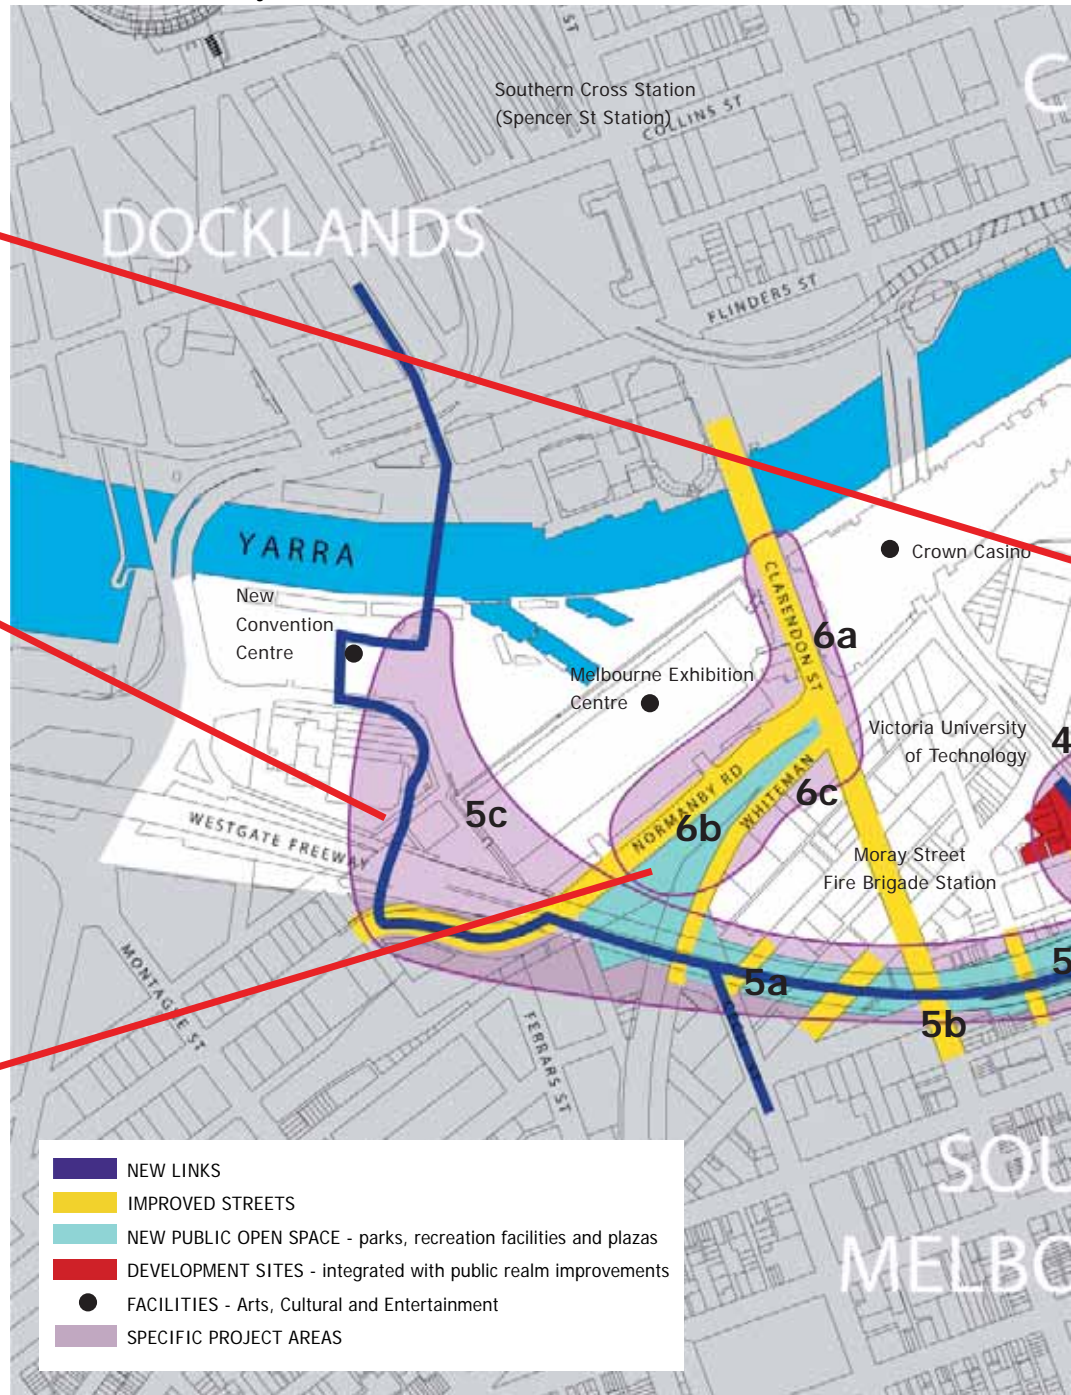 ST
Southern Cross Station
(Spencer St Station)
COLLINS ST
C
DOCKLANDS
FLINDERS ST
YARRA
Crown Casino
New
Convention
Centre
CLARENDON ST
6a
Melbourne Exhibition
Centre
Victoria University
of Technology
4
NORMANBY RD
WHITEMAN
6c
5c
6b
WESTGATE FREEWAY
Moray Street
Fire Brigade Station
MONTAGUE ST
5a
5
5b
FERRARS ST
SOU
MELBO
NEW LINKS
IMPROVED STREETS
NEW PUBLIC OPEN SPACE - parks, recreation facilities and plazas
DEVELOPMENT SITES - integrated with public realm improvements
FACILITIES - Arts, Cultural and Entertainment
SPECIFIC PROJECT AREAS